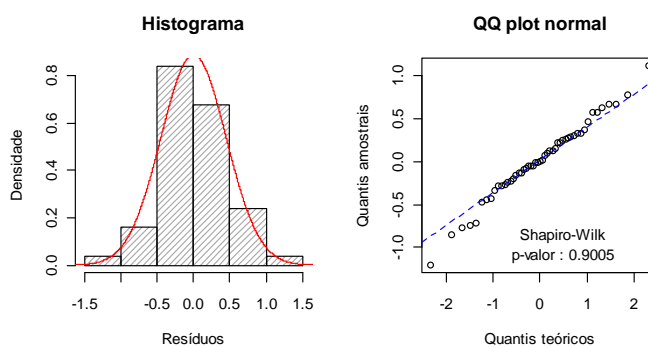 Histograma
Densidade
0.0
0.2
0.4
0.6
0.8
-1.5
-0.5
0.0
0.5
1.0
1.5
Resíduos
QQ plot normal
Quantis amostrais
-1.0
-0.5
0.0
0.5
1.0
Shapiro-Wilk
p-valor : 0.9005
-2
-1
0
1
2
Quantis teóricos